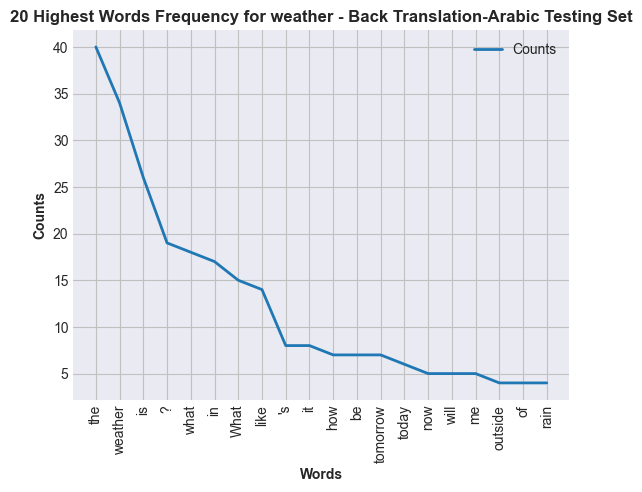 20 Highest Words Frequency for weather - Back Translation-Arabic Testing Set
Counts
40
35
30
25
20
15
10
5
Counts
the
weather
is
?
what
in
What
like
's
it
how
be
tomorrow
today
now
will
me
outside
of
rain
Words